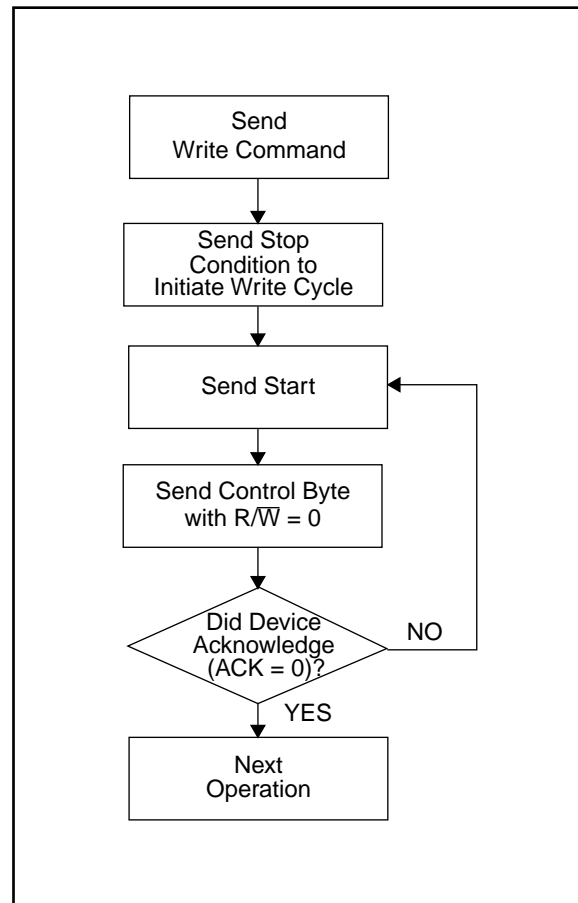 Send
Write Command
Send Stop
Condition to
Initiate Write Cycle
Send Start
Send Control Byte
with R/W̅ = 0
Did Device
Acknowledge
(ACK = 0)?
NO
YES
Next
Operation